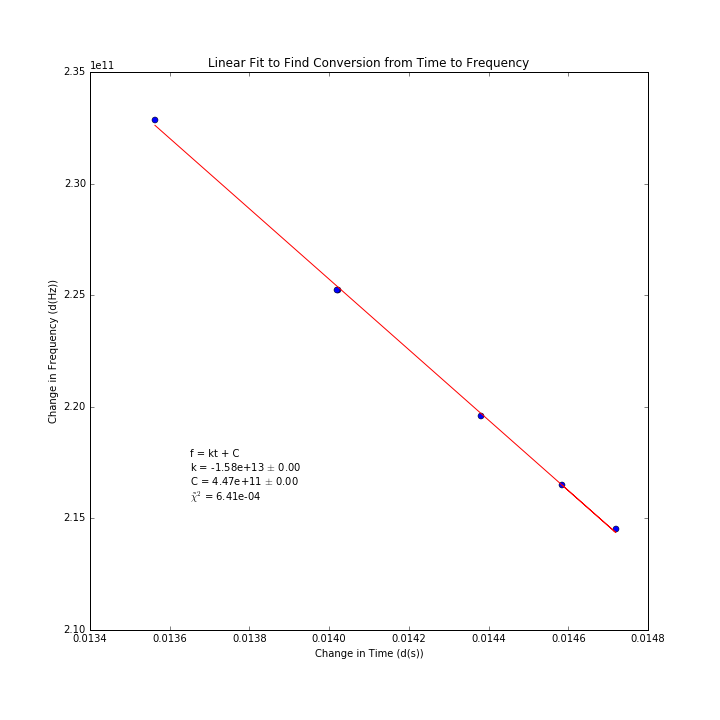 Linear Fit to Find Conversion from Time to Frequency
1e11
2.35
2.30
2.25
2.20
2.15
2.10
Change in Frequency (d(Hz))
f = kt + C
k = -1.58e+13 ± 0.00
C = 4.47e+11 ± 0.00
χ̃² = 6.41e-04
0.0134 0.0136 0.0138 0.0140 0.0142 0.0144 0.0146 0.0148
Change in Time (d(s))